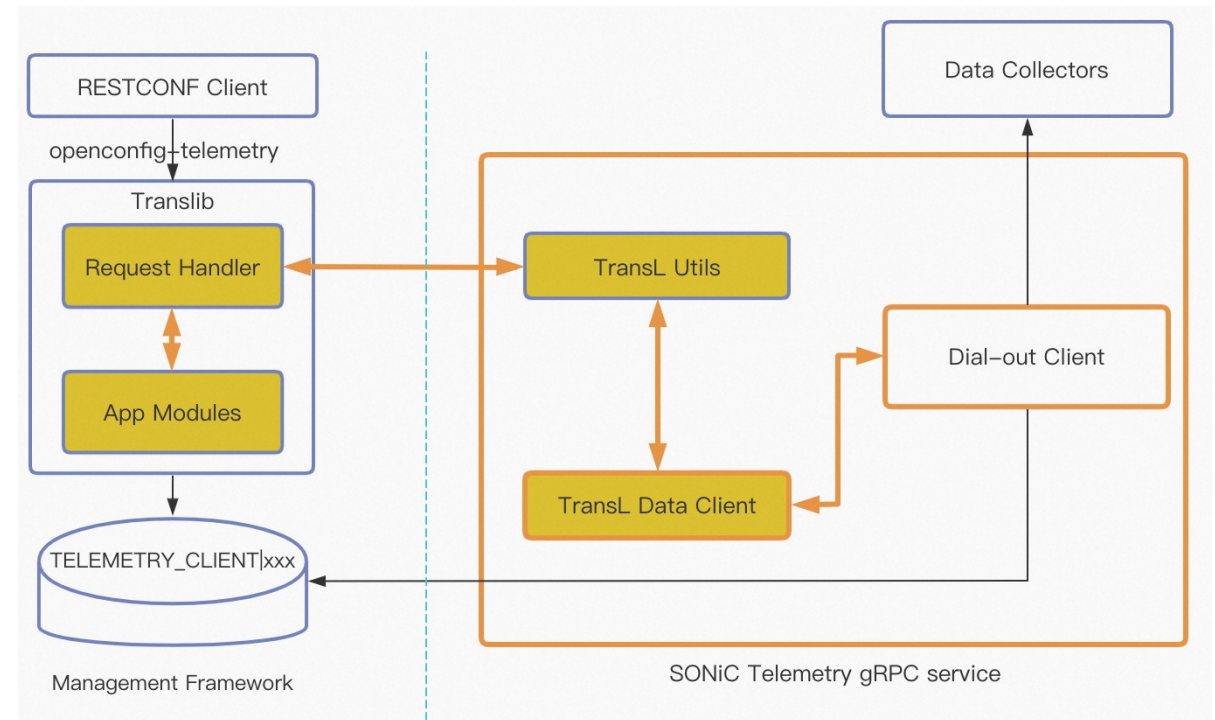 RESTCONF Client
openconfig-telemetry
Translib
Request Handler
App Modules
TELEMETRY_CLIENT|xxx
Management Framework
Data Collectors
TransL Utils
Dial-out Client
TransL Data Client
SONiC Telemetry gRPC service